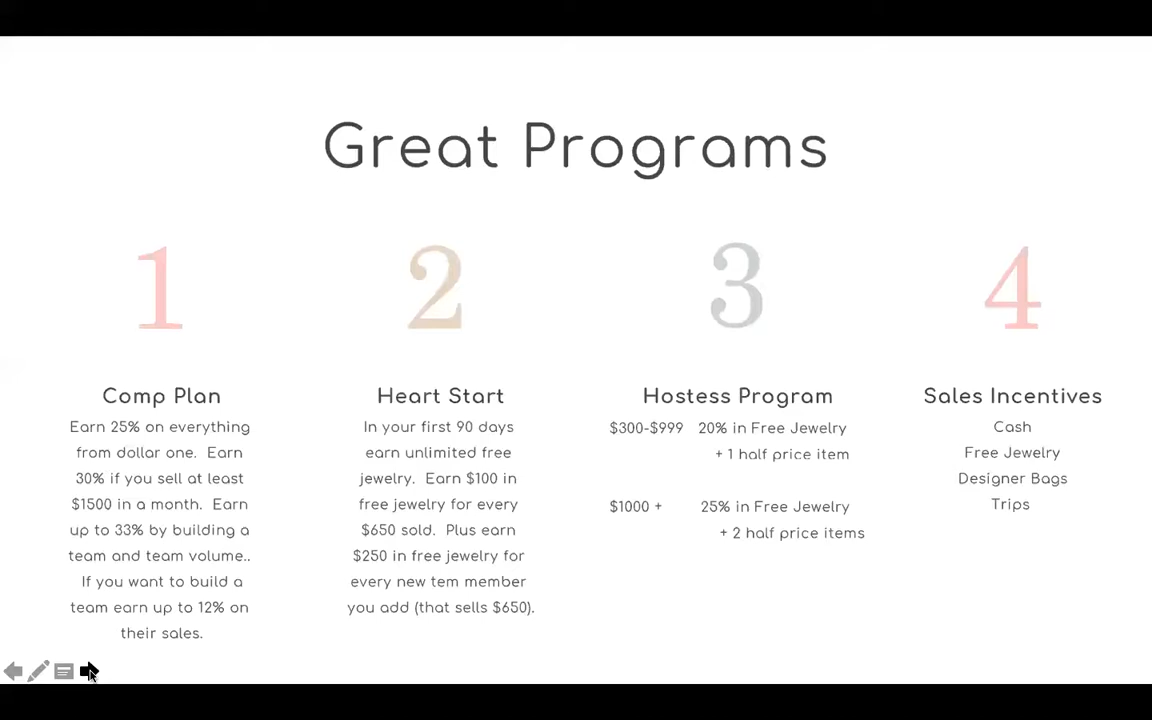 Great Programs
1
Comp Plan
Earn 25% on everything
from dollar one. Earn
30% if you sell at least
$1500 in a month. Earn
up to 33% by building a
team and team volume..
If you want to build a
team earn up to 12% on
their sales.
2
Heart Start
In your first 90 days
earn unlimited free
jewelry. Earn $100 in
free jewelry for every
$650 sold. Plus earn
$250 in free jewelry for
every new tem member
you add (that sells $650).
3
Hostess Program
$300-$999 20% in Free Jewelry
+ 1 half price item
$1000 + 25% in Free Jewelry
+ 2 half price items
4
Sales Incentives
Cash
Free Jewelry
Designer Bags
Trips